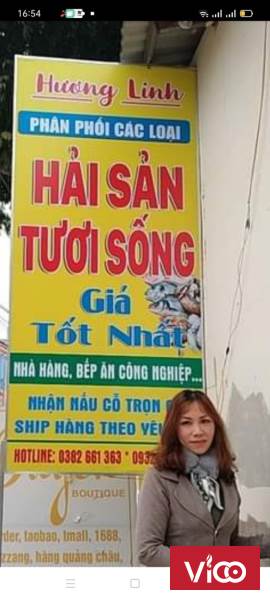 16:54
Hương Linh
PHÂN PHỐI CÁC LOẠI
HẢI SẢN
TƯƠI SỐNG
Giá
Tốt Nhất
NHÀ HÀNG, BẾP ĂN CÔNG NGHIỆP...
NHẬN NẤU CỖ TRỌN
SHIP HÀNG THEO YÊU
HOTLINE: 0382 661 363 * 093
BOUTIQUE
taobao, tmall, 1688,
hàng quảng châu,
VICO